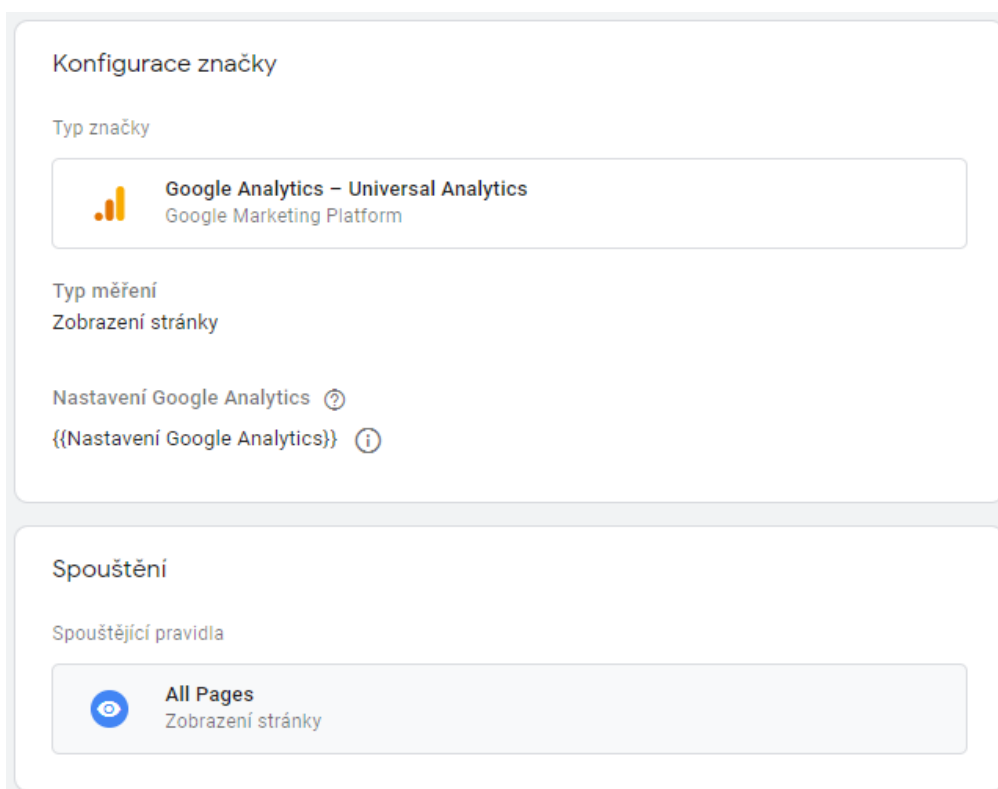 Konfigurace značky
Typ značky
Google Analytics – Universal Analytics
Google Marketing Platform
Typ měření
Zobrazení stránky
Nastavení Google Analytics
{{Nastavení Google Analytics}}
Spouštění
Spouštějící pravidla
All Pages
Zobrazení stránky